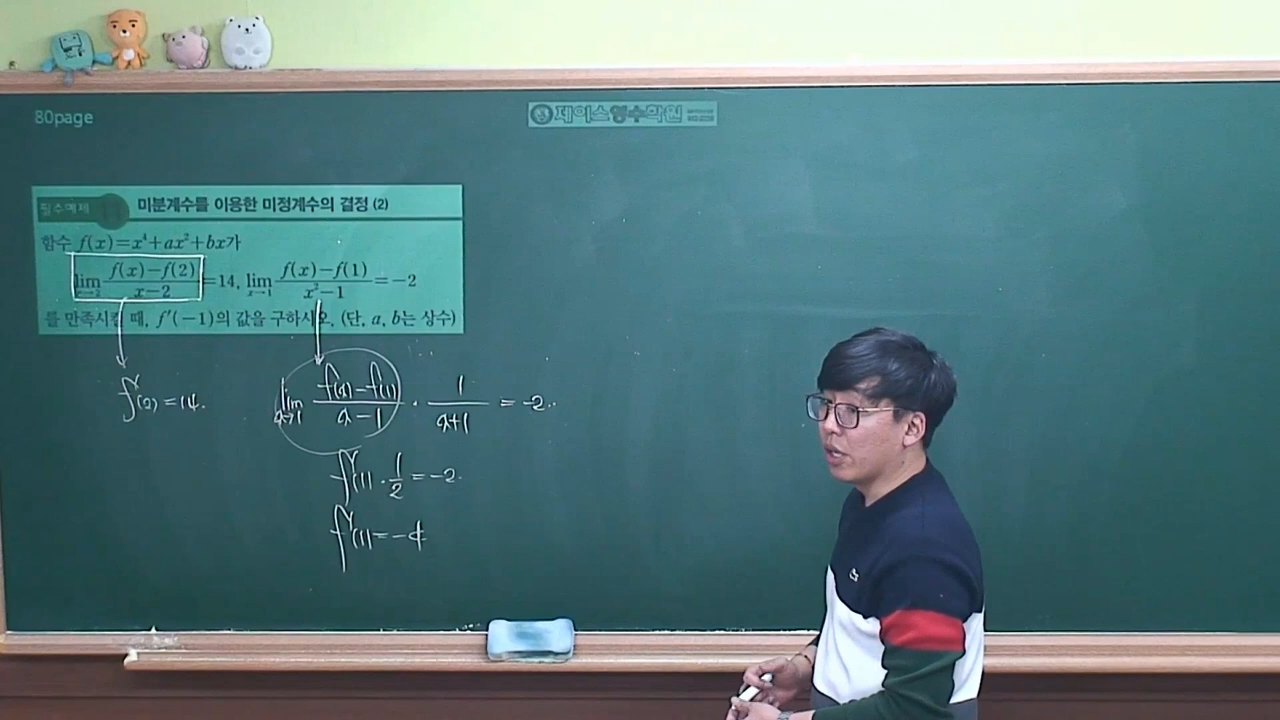 80page
제이스영수학원
필수예제 미분계수를 이용한 미정계수의 결정 (2)
함수 f(x)=x⁴+ax²+bx가
lim x→2 f(x)−f(2) / x−2 =14, lim x→1 f(x)−f(1) / x²−1 =−2
를 만족시킬 때, f′(−1)의 값을 구하시오. (단, a, b는 상수)
f′(2)=14.
lim x→1 f(x)−f(1) / x−1 · 1 / x+1 = −2.
f′(1) · 1/2 = −2.
f′(1)=−4